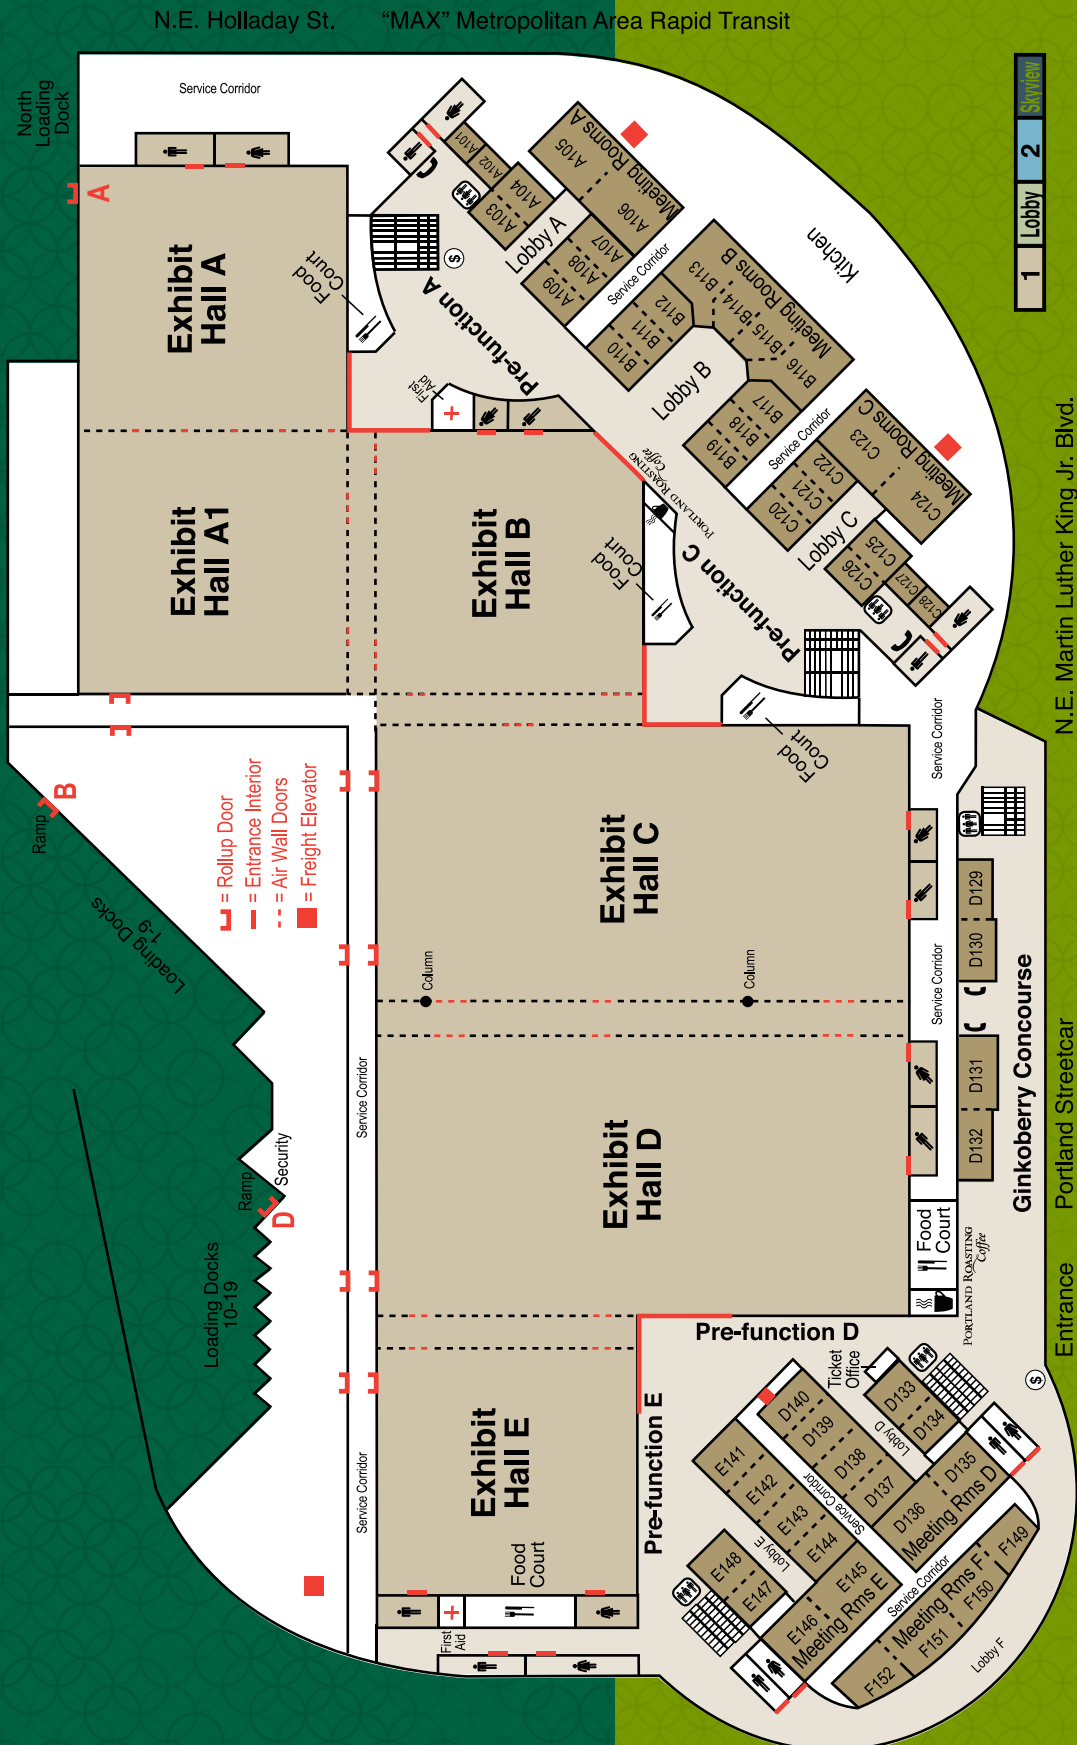 N.E. Holladay St.
“MAX” Metropolitan Area Rapid Transit
North
Loading
Dock
Service Corridor
A
Exhibit
Hall A
Food
Court
$
Pre-function A
First
Aid
A101
A102
A103
A104
Lobby A
A105
A106
Meeting Rooms A
A107
A108
A109
Service Corridor
Kitchen
1
Lobby
2
Skyview
Exhibit
Hall A1
Exhibit
Hall B
B110
B111
B112
B113
B114
B115
B116
Meeting Rooms B
Lobby B
B117
B118
B119
Service Corridor
PORTLAND ROASTING
Coffee
Food
Court
Pre-function C
C120
C121
C122
C123
C124
Meeting Rooms C
Lobby C
C125
C126
C127
C128
Food
Court
Service Corridor
N.E. Martin Luther King Jr. Blvd.
Ramp
B
Loading Docks
1-9
= Rollup Door
= Entrance Interior
= Air Wall Doors
= Freight Elevator
Exhibit
Hall C
Column
Column
Service Corridor
Service Corridor
D129
D130
D131
D132
Ginkoberry Concourse
Portland Streetcar
Entrance
Security
Ramp
D
Loading Docks
10-19
Exhibit
Hall D
Food
Court
PORTLAND ROASTING
Coffee
Pre-function D
Ticket
Office
$
D133
D134
Lobby D
D135
D136
Meeting Rms D
D137
D138
D139
D140
Service Corridor
Service Corridor
Exhibit
Hall E
Pre-function E
Food
Court
First
Aid
E141
E142
E143
E144
Lobby E
E145
E146
Meeting Rms E
E147
E148
Service Corridor
Meeting Rms F
F149
F150
F151
F152
Lobby F